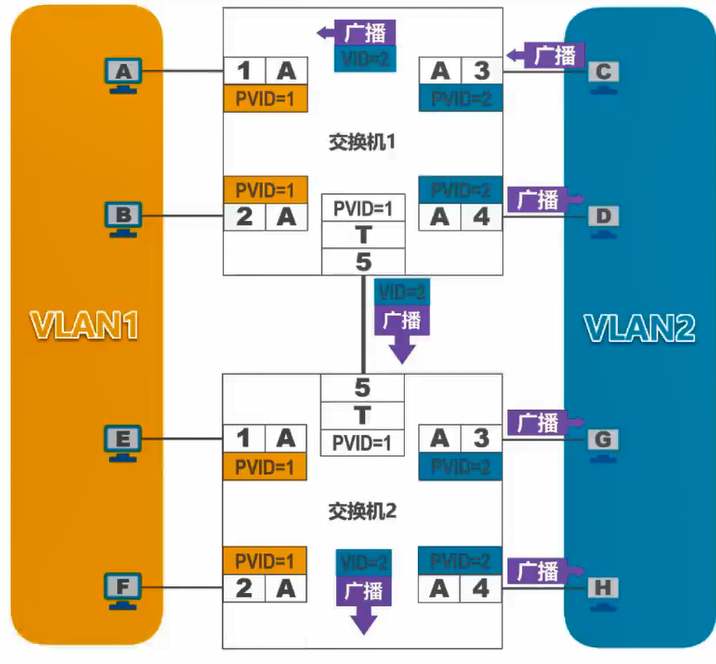 广播
VID=2
广播
A
1 A
A 3
C
PVID=1
PVID=2
交换机1
PVID=1
PVID=2
广播
B
2 A
PVID=1
A 4
D
T
5
VID=2
广播
VLAN1
VLAN2
5
T
广播
E
1 A
PVID=1
A 3
G
PVID=1
PVID=2
交换机2
PVID=1
VID=2
PVID=2
广播
F
2 A
广播
A 4
H